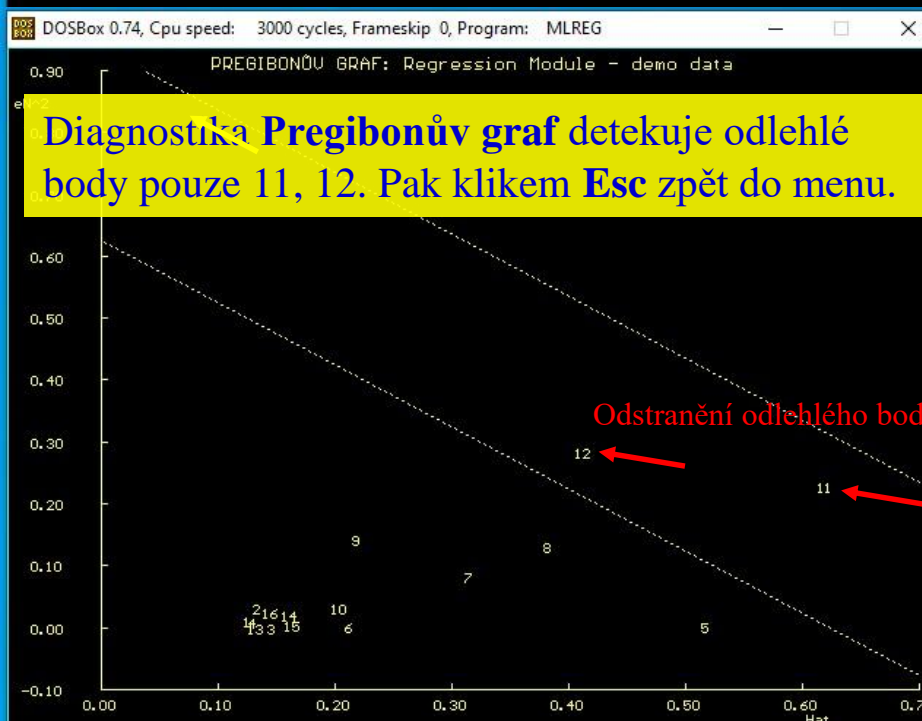 DOSBox 0.74, Cpu speed: 3000 cycles, Frameskip 0, Program: MLREG
PREGIBONŮV GRAF: Regression Module - demo data
0.90
Diagnostika Pregibonův graf detekuje odlehlé
body pouze 11, 12. Pak klikem Esc zpět do menu.
0.60
0.50
0.40
Odstranění odlehlého bod
0.30
12
11
0.20
9
8
0.10
7
2 16 14 10
0.00
13 3 15 6 5
-0.10
0.00 0.10 0.20 0.30 0.40 0.50 0.60
Hat